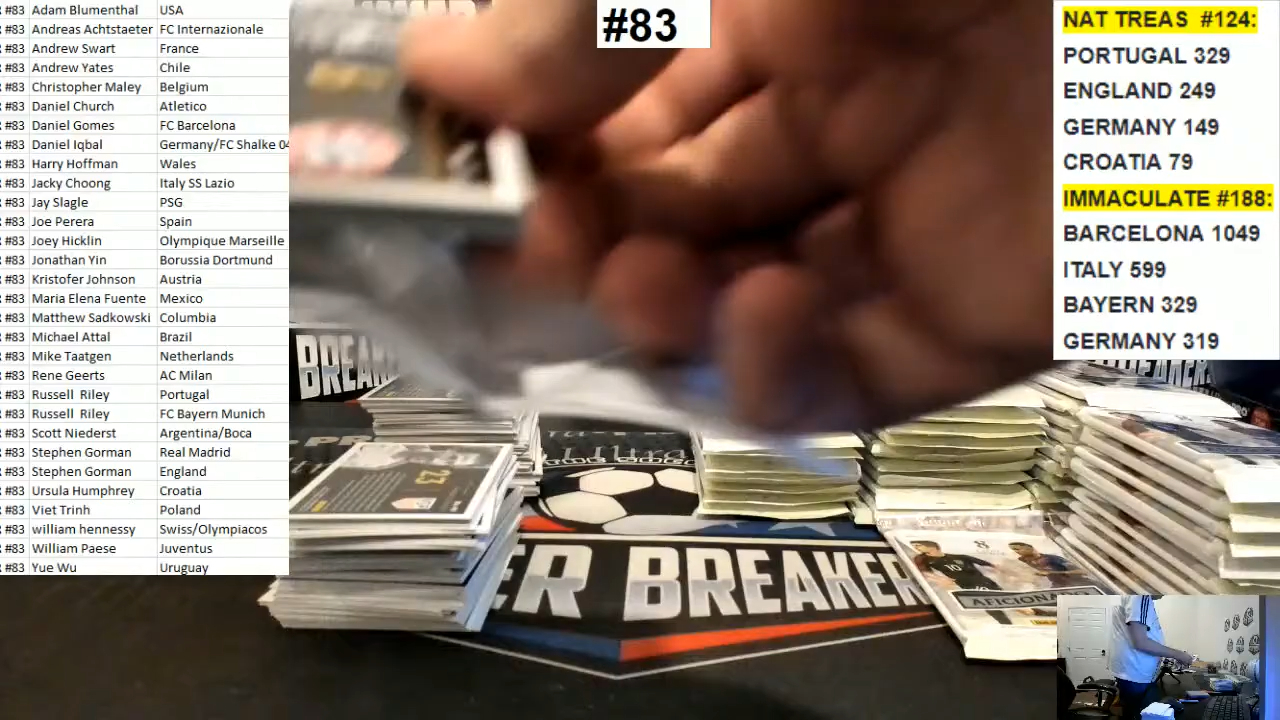 #83
#83 Adam Blumenthal USA
#83 Andreas Achtstaeter FC Internazionale
#83 Andrew Swart France
#83 Andrew Yates Chile
#83 Christopher Maley Belgium
#83 Daniel Church Atletico
#83 Daniel Gomes FC Barcelona
#83 Daniel Iqbal Germany/FC Shalke 04
#83 Harry Hoffman Wales
#83 Jacky Choong Italy SS Lazio
#83 Jay Slagle PSG
#83 Joe Perera Spain
#83 Joey Hicklin Olympique Marseille
#83 Jonathan Yin Borussia Dortmund
#83 Kristofer Johnson Austria
#83 Maria Elena Fuente Mexico
#83 Matthew Sadkowski Columbia
#83 Michael Attal Brazil
#83 Mike Taatgen Netherlands
#83 Rene Geerts AC Milan
#83 Russell Riley Portugal
#83 Russell Riley FC Bayern Munich
#83 Scott Niederst Argentina/Boca
#83 Stephen Gorman Real Madrid
#83 Stephen Gorman England
#83 Ursula Humphrey Croatia
#83 Viet Trinh Poland
#83 william hennessy Swiss/Olympiacos
#83 William Paese Juventus
#83 Yue Wu Uruguay
NAT TREAS #124:
PORTUGAL 329
ENGLAND 249
GERMANY 149
CROATIA 79
IMMACULATE #188:
BARCELONA 1049
ITALY 599
BAYERN 329
GERMANY 319
BREAK
23
ER BREAKER
AFICIONADO